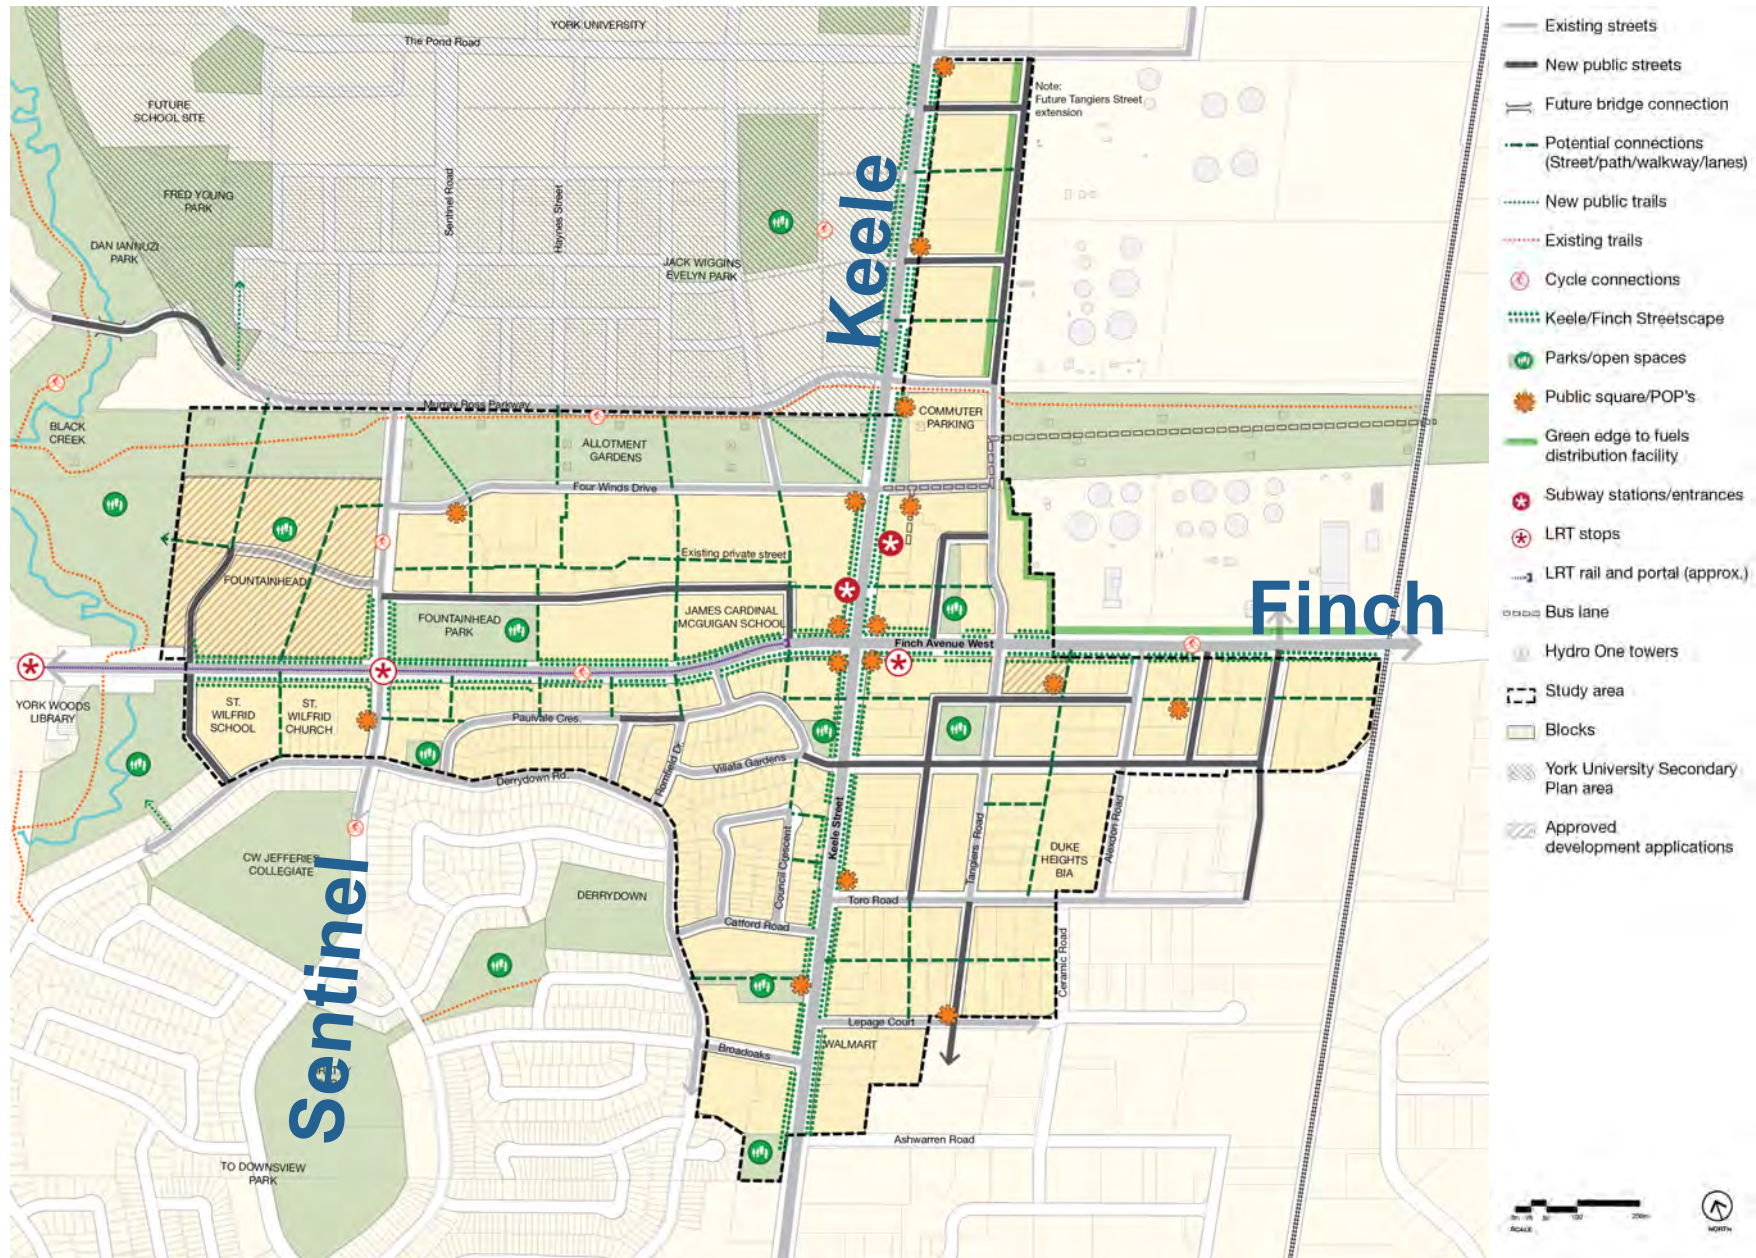 YORK UNIVERSITY
The Pond Road
FUTURE
SCHOOL SITE
Note:
Future Tangiers Street
extension
FRED YOUNG
PARK
Sentinel Road
Haynes Street
Keele
DAN IANNUZI
PARK
JACK WIGGINS
EVELYN PARK
Murray Ross Parkway
COMMUTER
PARKING
BLACK
CREEK
ALLOTMENT
GARDENS
Four Winds Drive
Existing private street
FOUNTAINHEAD
FOUNTAINHEAD
PARK
JAMES CARDINAL
MCGUIGAN SCHOOL
Finch
Finch Avenue West
YORK WOODS
LIBRARY
ST.
WILFRID
SCHOOL
ST.
WILFRID
CHURCH
Paulvale Cres.
Romfield Dr.
Villata Gardens
Derrydown Rd.
Keele Street
Council Crescent
Tangiers Road
Alexdon Road
DUKE
HEIGHTS
BIA
CW JEFFERIES
COLLEGIATE
Sentinel
DERRYDOWN
Toro Road
Catford Road
Ceramic Road
Lepage Court
WALMART
Broadoaks
Ashwarren Road
TO DOWNSVIEW
PARK
Existing streets
New public streets
Future bridge connection
Potential connections
(Street/path/walkway/lanes)
New public trails
Existing trails
Cycle connections
Keele/Finch Streetscape
Parks/open spaces
Public square/POP's
Green edge to fuels
distribution facility
Subway stations/entrances
LRT stops
LRT rail and portal (approx.)
Bus lane
Hydro One towers
Study area
Blocks
York University Secondary
Plan area
Approved
development applications
SCALE
NORTH